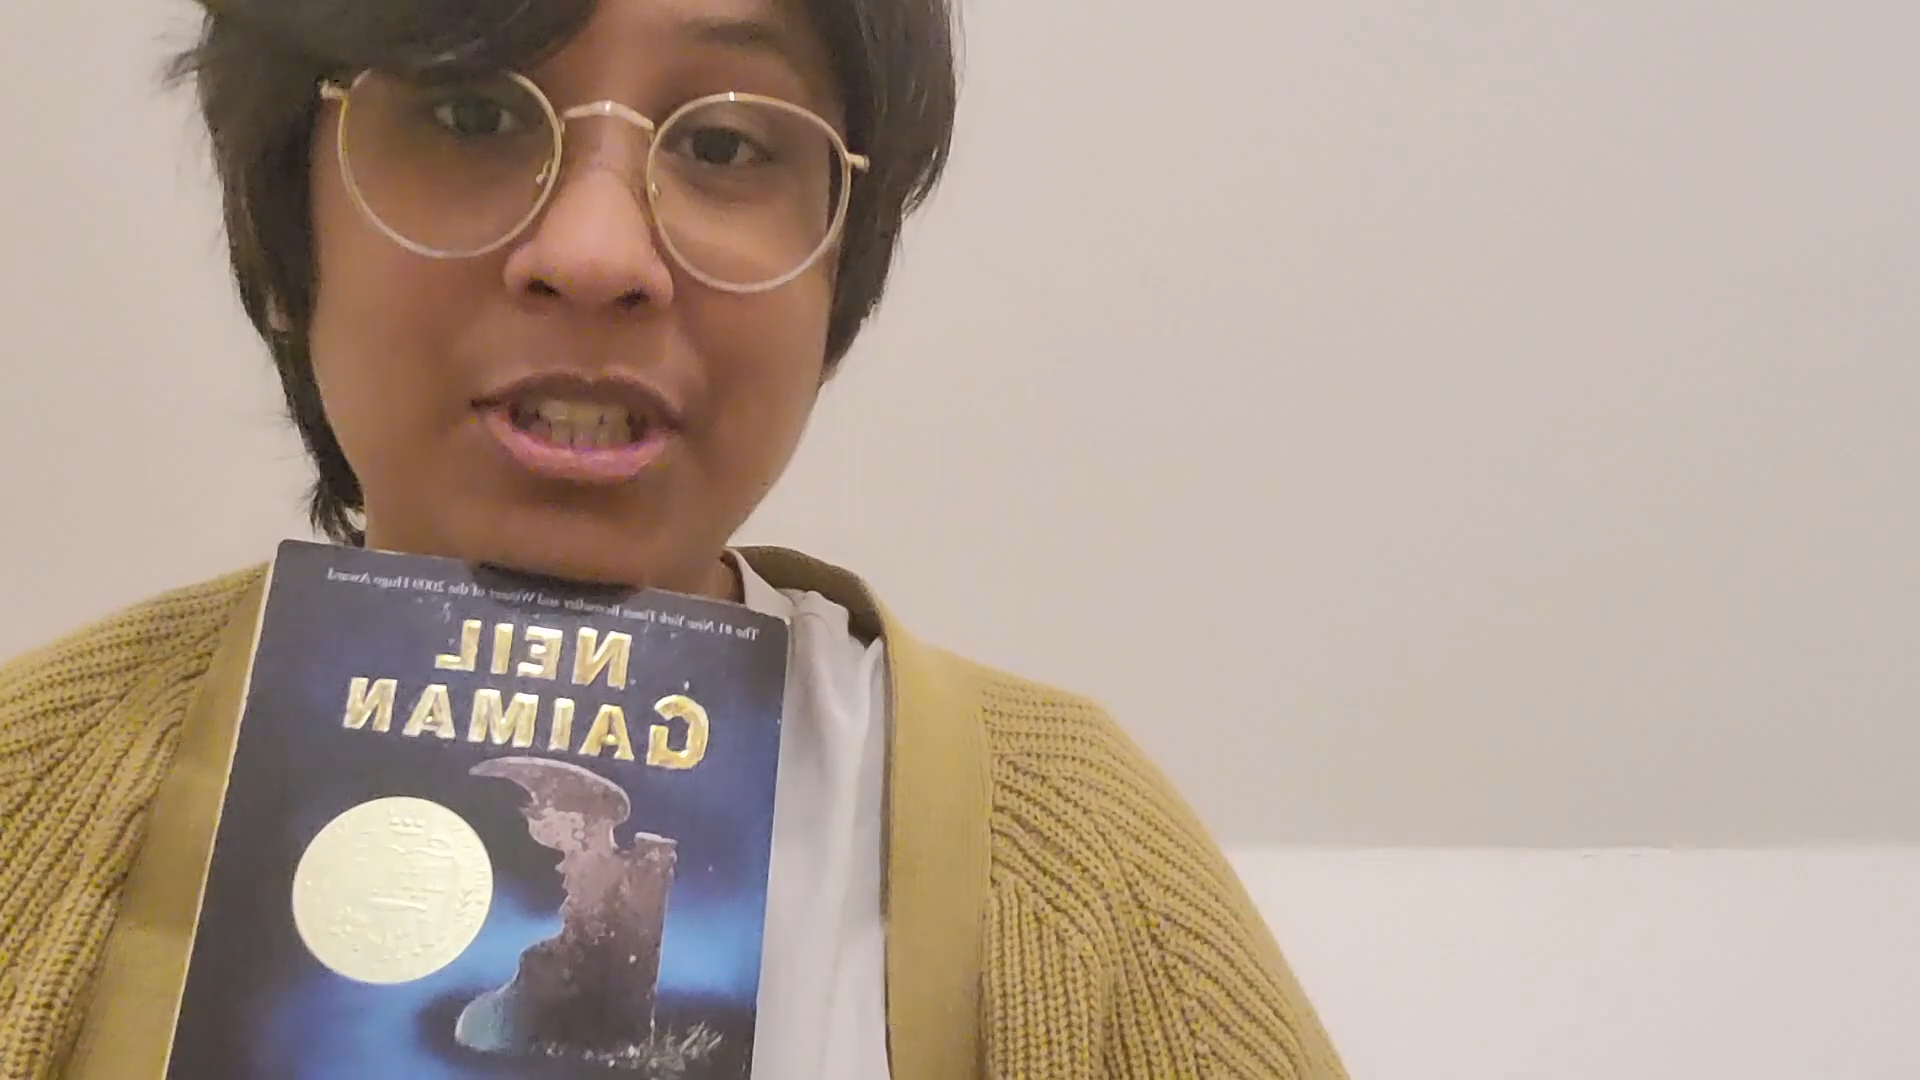 The #1 New York Times Bestseller and Winner of the 2009 Hugo Award
NEIL
GAIMAN